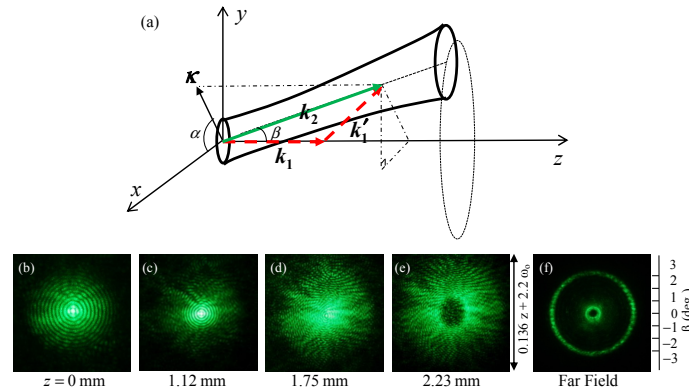 (a)
y
κ
α
k₂
β
k₁
k₁′
z
x
(b)
(c)
(d)
(e)
(f)
0.136 z + 2.2 ω₀
3
2
1
0
−1
−2
−3
β (deg.)
z = 0 mm
1.12 mm
1.75 mm
2.23 mm
Far Field